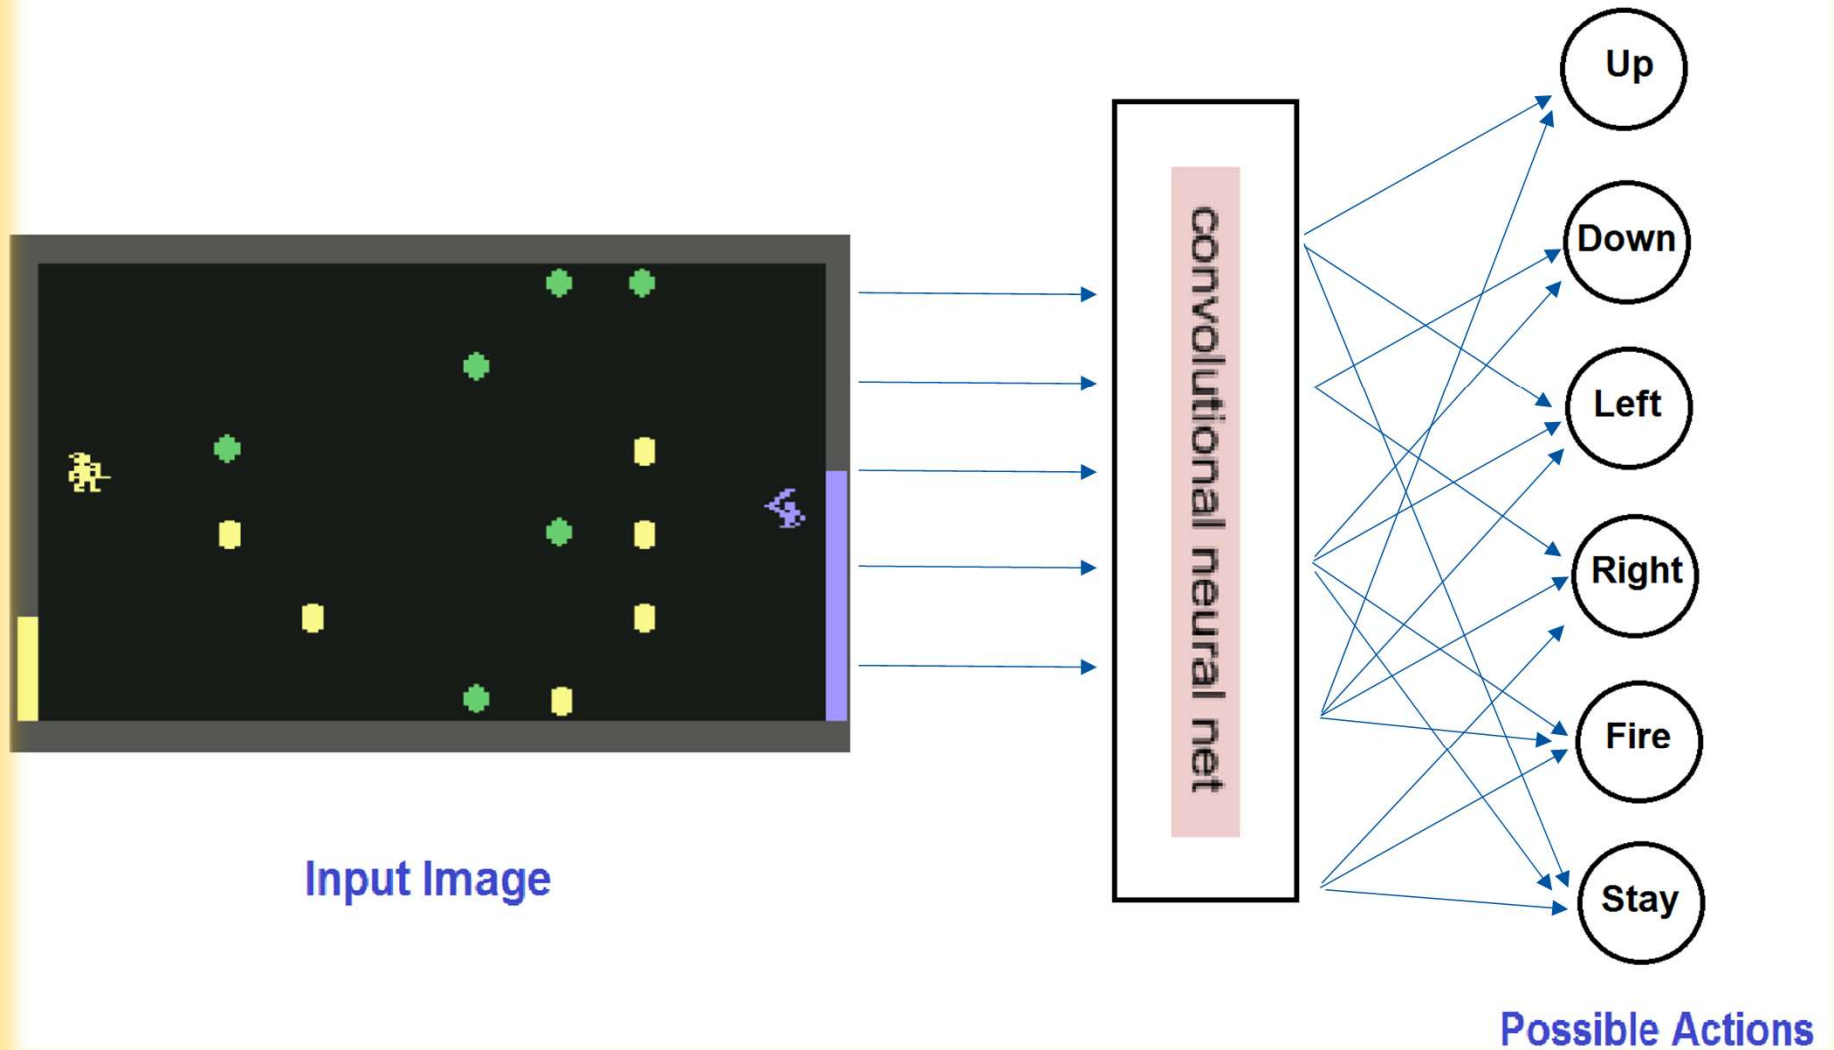 Up
Down
Left
Right
Fire
Stay
convolutional neural net
Input Image
Possible Actions